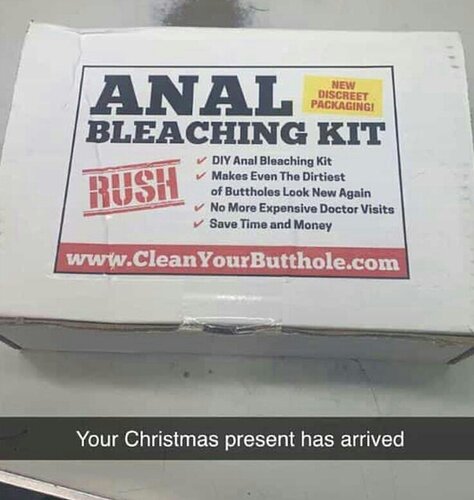 ANAL
NEW
DISCREET
PACKAGING!
BLEACHING KIT
RUSH
✓ DIY Anal Bleaching Kit
✓ Makes Even The Dirtiest
of Buttholes Look New Again
✓ No More Expensive Doctor Visits
✓ Save Time and Money
www.CleanYourButthole.com
Your Christmas present has arrived